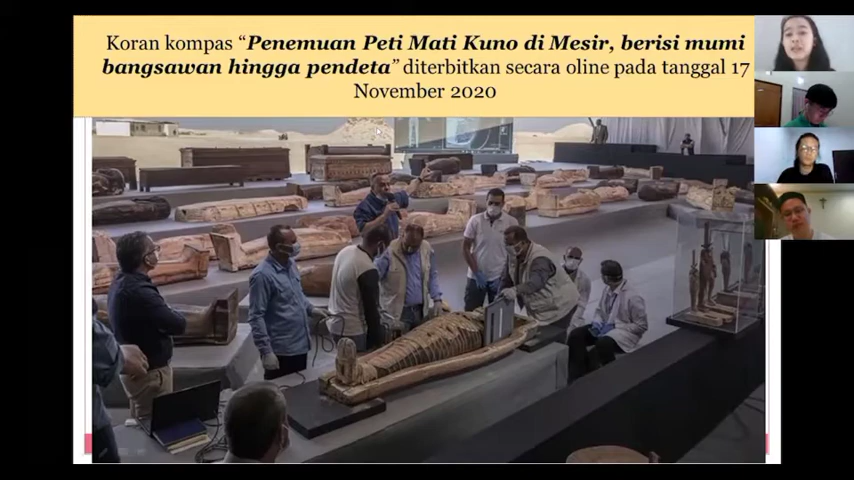 Koran kompas “Penemuan Peti Mati Kuno di Mesir, berisi mumi
bangsawan hingga pendeta” diterbitkan secara oline pada tanggal 17
November 2020